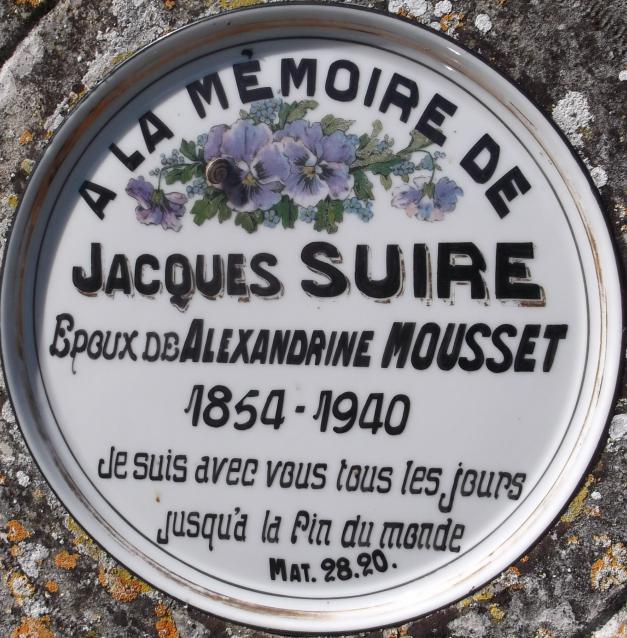 A LA MÉMOIRE DE
JACQUES SUIRE
EPOUX DE ALEXANDRINE MOUSSET
1854 - 1940
Je suis avec vous tous les jours
jusqu'à la fin du monde
MAT. 28.20.